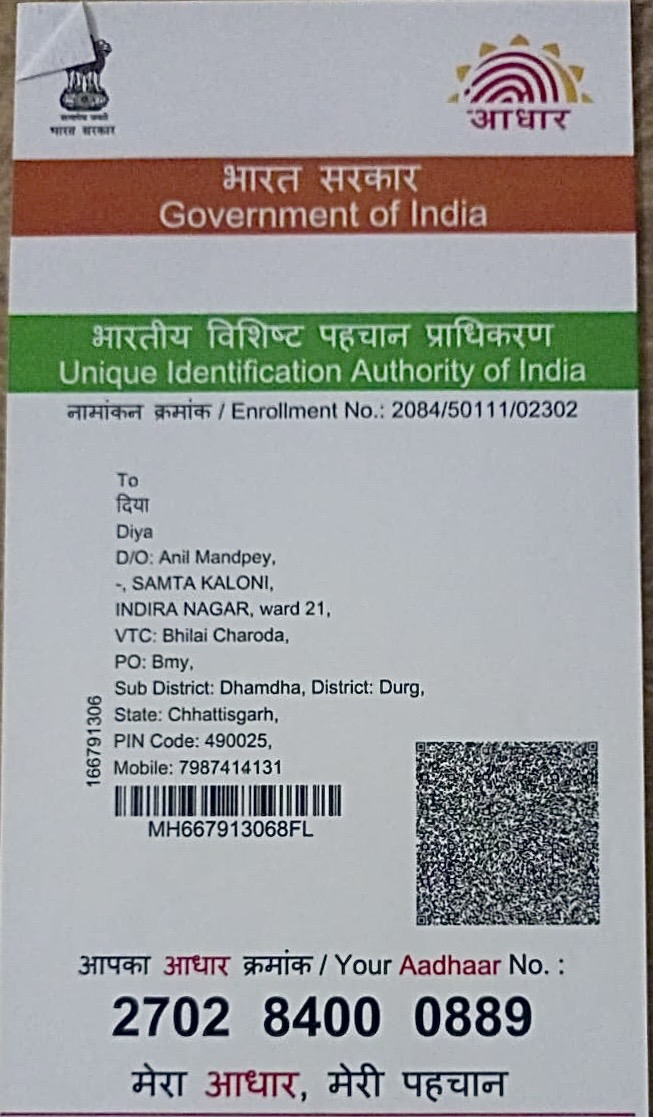 भारत सरकार
आधार
भारत सरकार
Government of India
भारतीय विशिष्ट पहचान प्राधिकरण
Unique Identification Authority of India
नामांकन क्रमांक / Enrollment No.: 2084/50111/02302
To
दिया
Diya
D/O: Anil Mandpey,
-, SAMTA KALONI,
INDIRA NAGAR, ward 21,
VTC: Bhilai Charoda,
PO: Bmy,
Sub District: Dhamdha, District: Durg,
State: Chhattisgarh,
PIN Code: 490025,
Mobile: 7987414131
166791306
MH667913068FL
आपका आधार क्रमांक / Your Aadhaar No. :
2702 8400 0889
मेरा आधार, मेरी पहचान